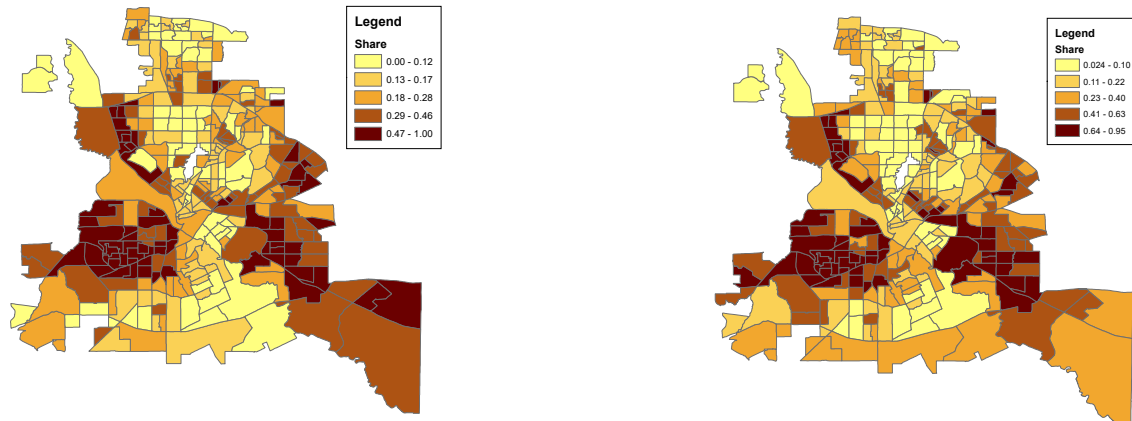 Legend
Share
0.00 - 0.12
0.13 - 0.17
0.18 - 0.28
0.29 - 0.46
0.47 - 1.00
Legend
Share
0.024 - 0.10
0.11 - 0.22
0.23 - 0.40
0.41 - 0.63
0.64 - 0.95